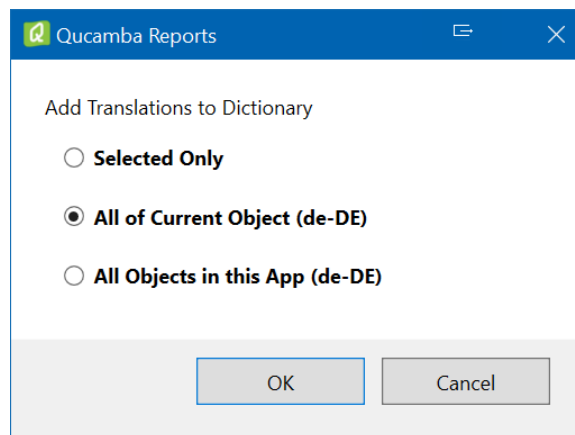 Qucamba Reports
Add Translations to Dictionary
Selected Only
All of Current Object (de-DE)
All Objects in this App (de-DE)
OK Cancel